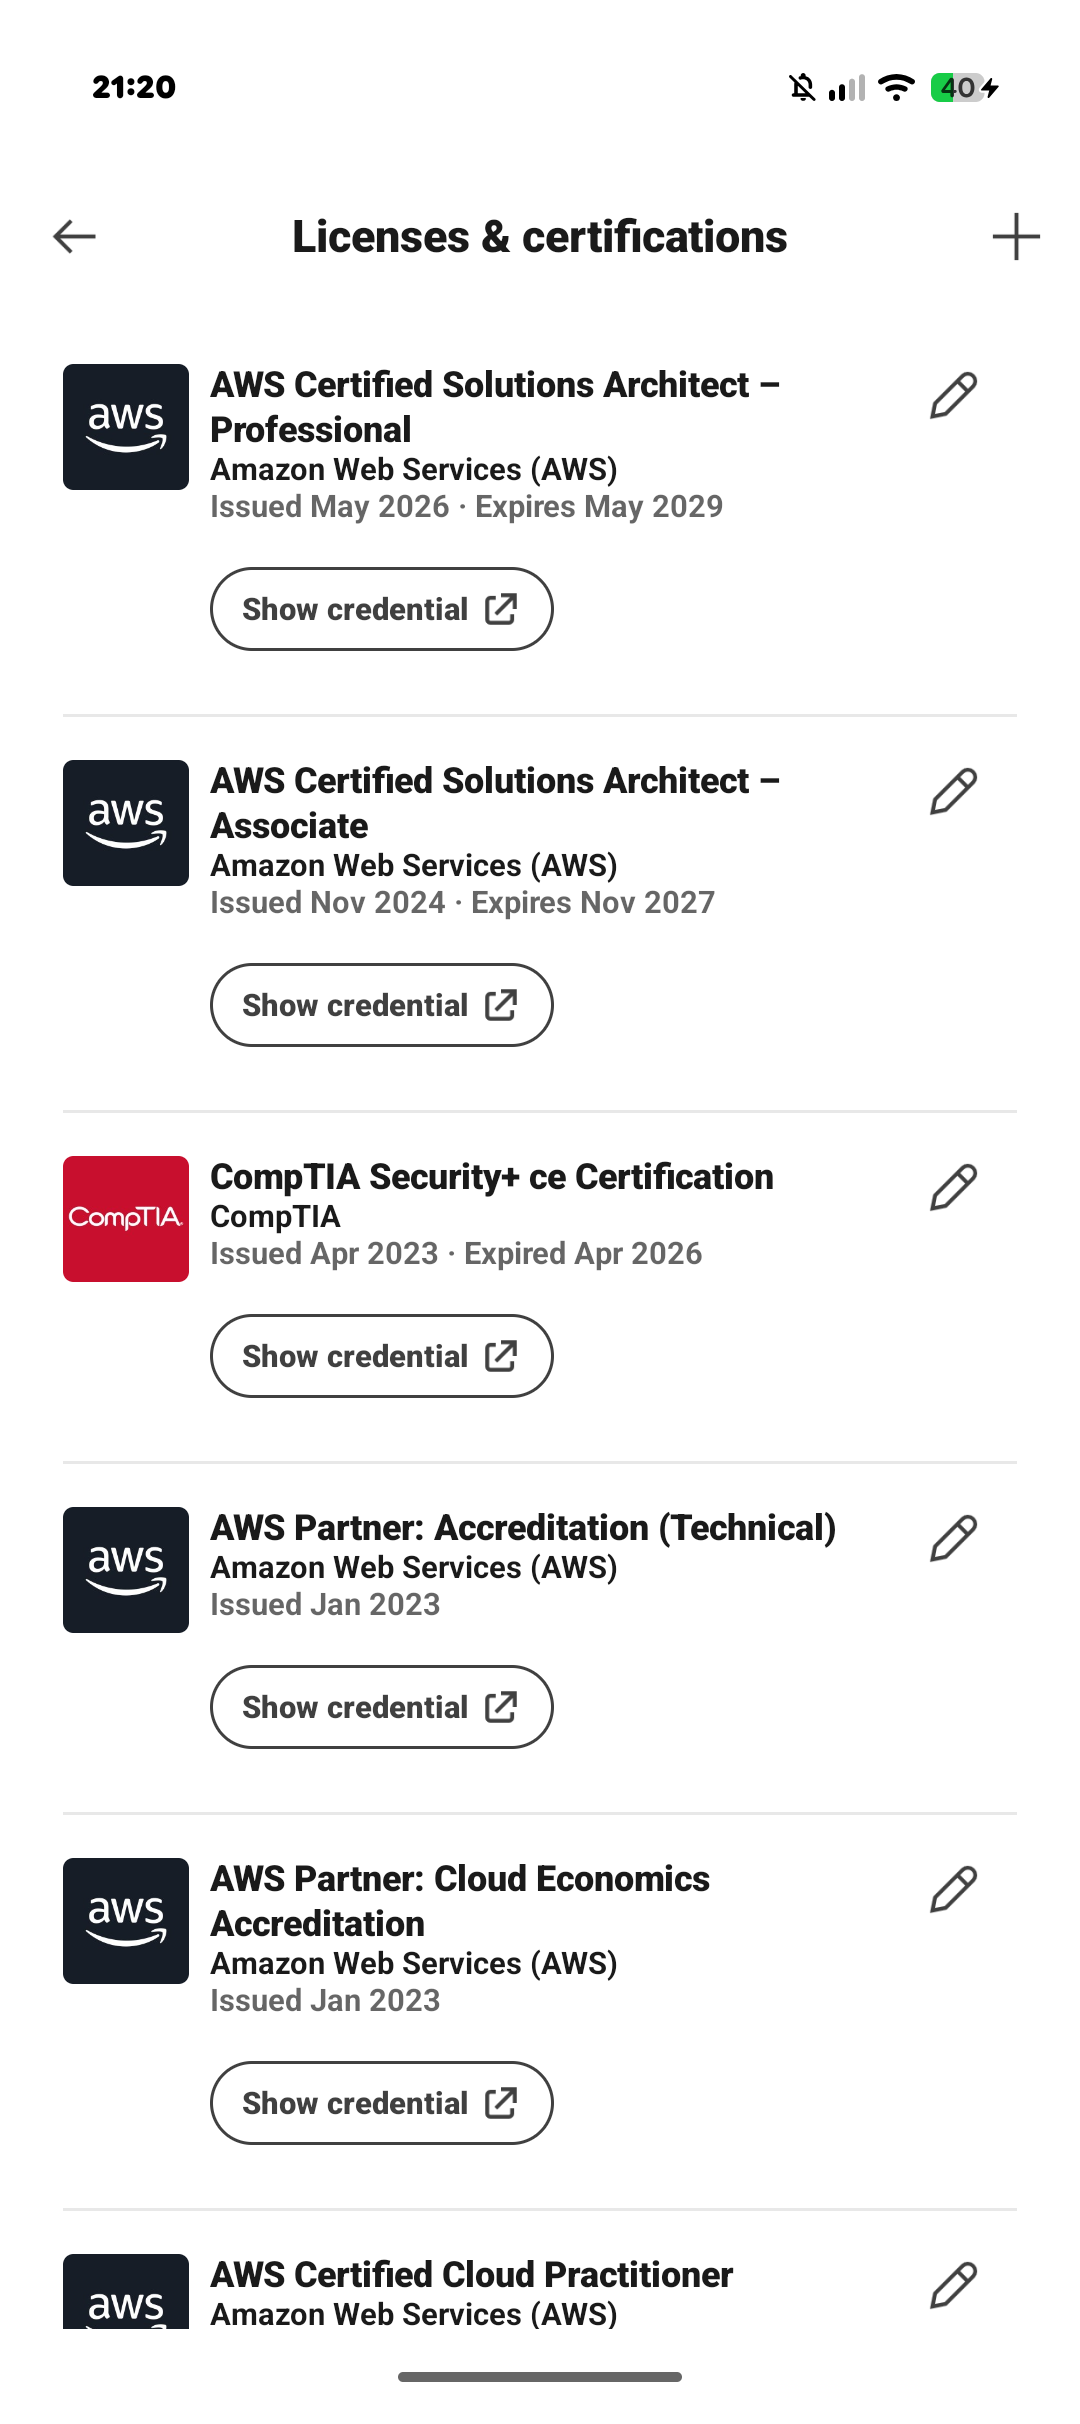 21:20
40
Licenses & certifications
aws
AWS Certified Solutions Architect –
Professional
Amazon Web Services (AWS)
Issued May 2026 · Expires May 2029
Show credential
aws
AWS Certified Solutions Architect –
Associate
Amazon Web Services (AWS)
Issued Nov 2024 · Expires Nov 2027
Show credential
CompTIA.
CompTIA Security+ ce Certification
CompTIA
Issued Apr 2023 · Expired Apr 2026
Show credential
aws
AWS Partner: Accreditation (Technical)
Amazon Web Services (AWS)
Issued Jan 2023
Show credential
aws
AWS Partner: Cloud Economics
Accreditation
Amazon Web Services (AWS)
Issued Jan 2023
Show credential
aws
AWS Certified Cloud Practitioner
Amazon Web Services (AWS)